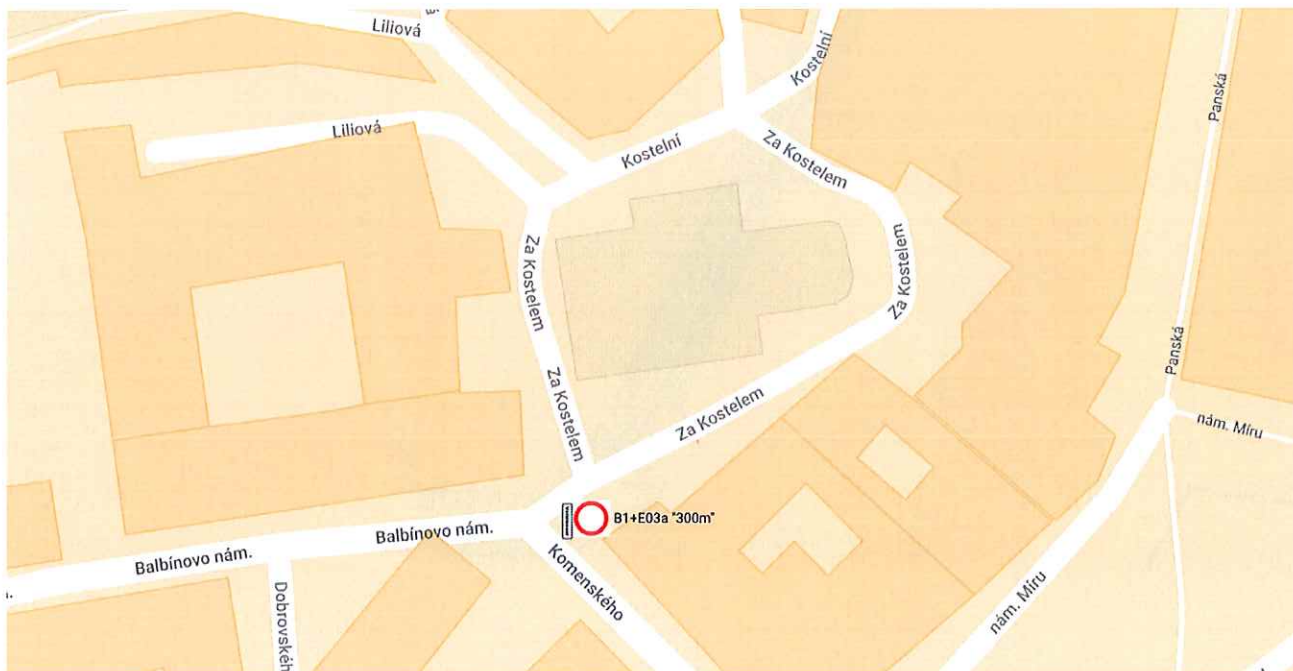 Liliová
Kostelní
Panská
Liliová
Kostelní
Za Kostelem
Za Kostelem
Za Kostelem
Panská
Za Kostelem
Za Kostelem
nám. Míru
B1+E03a "300m"
Balbínovo nám.
Balbínovo nám.
Komenského
Dobrovského
nám. Míru